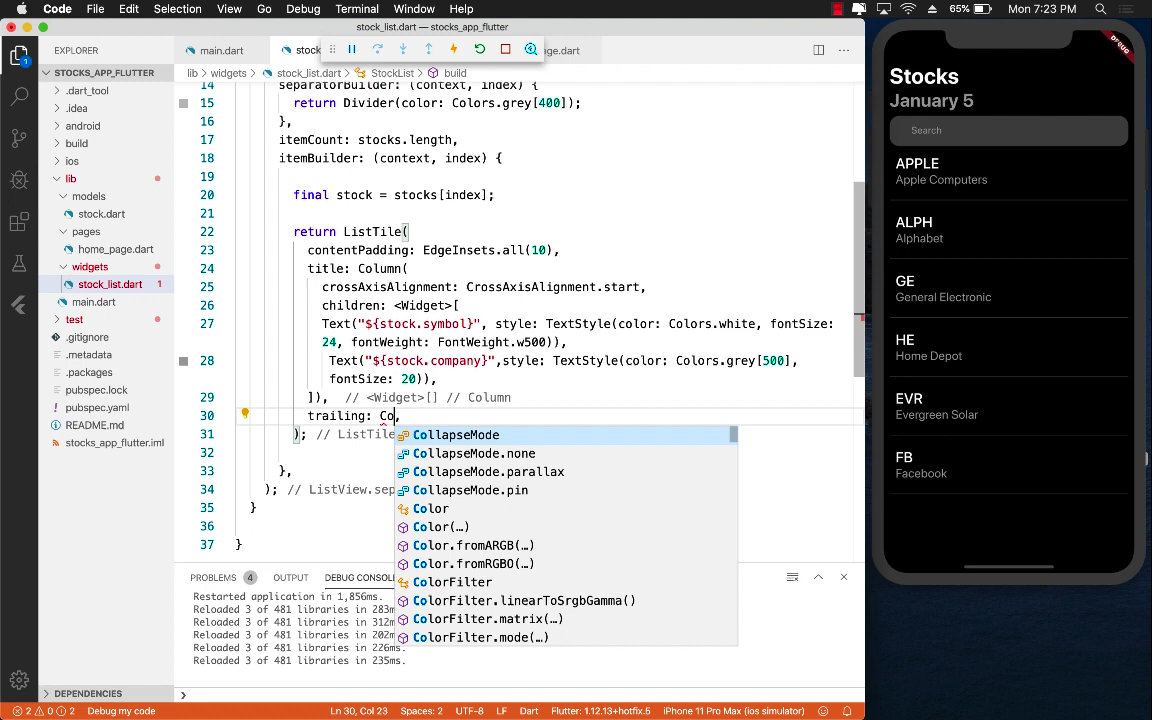 Code File Edit Selection View Go Debug Terminal Window Help
65% Mon 7:23 PM
stock_list.dart — stocks_app_flutter
EXPLORER
STOCKS_APP_FLUTTER
.dart_tool
.idea
android
build
ios
lib
models
stock.dart
pages
home_page.dart
widgets
stock_list.dart 1
main.dart
test
.gitignore
.metadata
.packages
pubspec.lock
pubspec.yaml
README.md
stocks_app_flutter.iml
DEPENDENCIES
main.dart
lib › widgets › stock_list.dart › StockList › build
14 separatorBuilder: (context, index) {
15 return Divider(color: Colors.grey[400]);
16 },
17 itemCount: stocks.length,
18 itemBuilder: (context, index) {
19
20 final stock = stocks[index];
21
22 return ListTile(
23 contentPadding: EdgeInsets.all(10),
24 title: Column(
25 crossAxisAlignment: CrossAxisAlignment.start,
26 children: <Widget>[
27 Text("${stock.symbol}", style: TextStyle(color: Colors.white, fontSize:
24, fontWeight: FontWeight.w500)),
28 Text("${stock.company}",style: TextStyle(color: Colors.grey[500],
fontSize: 20)),
29 ]), // <Widget>[] // Column
30 trailing: Co,
31 ); // ListTile
32
33 },
34 ); // ListView.sep
35 }
36
37 }
CollapseMode
CollapseMode.none
CollapseMode.parallax
CollapseMode.pin
Color
Color(…)
Color.fromARGB(…)
Color.fromRGBO(…)
ColorFilter
ColorFilter.linearToSrgbGamma()
ColorFilter.matrix(…)
ColorFilter.mode(…)
PROBLEMS 4 OUTPUT DEBUG CONSOL
Restarted application in 1,856ms.
Reloaded 3 of 481 libraries in 283m
Reloaded 3 of 481 libraries in 312m
Reloaded 3 of 481 libraries in 202m
Reloaded 3 of 481 libraries in 226ms.
Reloaded 3 of 481 libraries in 235ms.
2 0 2 Debug my code Ln 30, Col 23 Spaces: 2 UTF-8 LF Dart Flutter: 1.12.13+hotfix.5 iPhone 11 Pro Max (ios simulator)
DEBUG
Stocks
January 5
Search
APPLE
Apple Computers
ALPH
Alphabet
GE
General Electronic
HE
Home Depot
EVR
Evergreen Solar
FB
Facebook